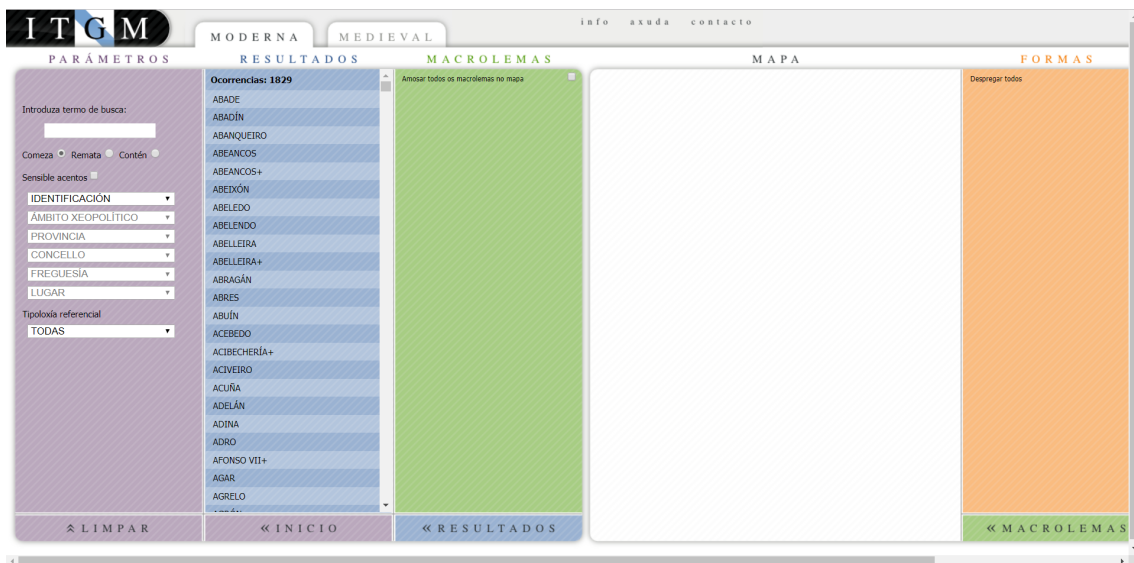 ITGM
MODERNA
MEDIEVAL
info axuda contacto
PARÁMETROS
RESULTADOS
MACROLEMAS
MAPA
FORMAS
Introduza termo de busca:
Comeza Remata Contén
Sensible acentos
IDENTIFICACIÓN
ÁMBITO XEOPOLÍTICO
PROVINCIA
CONCELLO
FREGUESÍA
LUGAR
Tipoloxía referencial
TODAS
Ocorrencias: 1829
ABADE
ABADÍN
ABANQUEIRO
ABEANCOS
ABEANCOS+
ABEIXÓN
ABELEDO
ABELENDO
ABELLEIRA
ABELLEIRA+
ABRAGÁN
ABRES
ABUÍN
ACEBEDO
ACIBECHERÍA+
ACIVEIRO
ACUÑA
ADELÁN
ADINA
ADRO
AFONSO VII+
AGAR
AGRELO
Amosar todos os macrolemas no mapa
Despregar todos
LIMPAR
«INICIO
«RESULTADOS
«MACROLEMAS